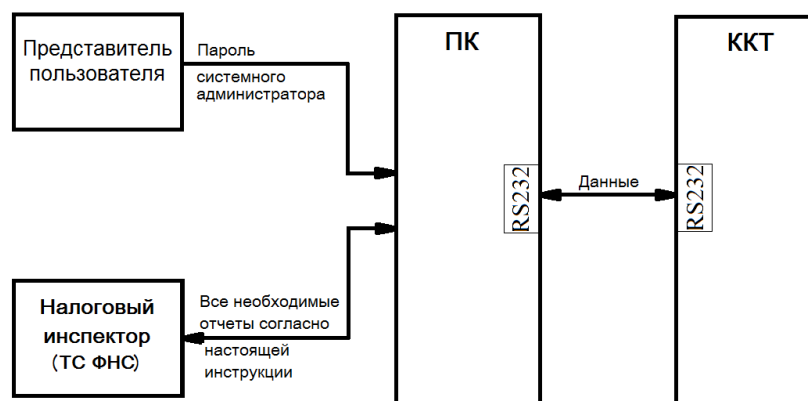 Представитель
пользователя
Пароль
системного
администратора
ПК
RS232
Данные
ККТ
RS232
Налоговый
инспектор
(ТС ФНС)
Все необходимые
отчеты согласно
настоящей
инструкции